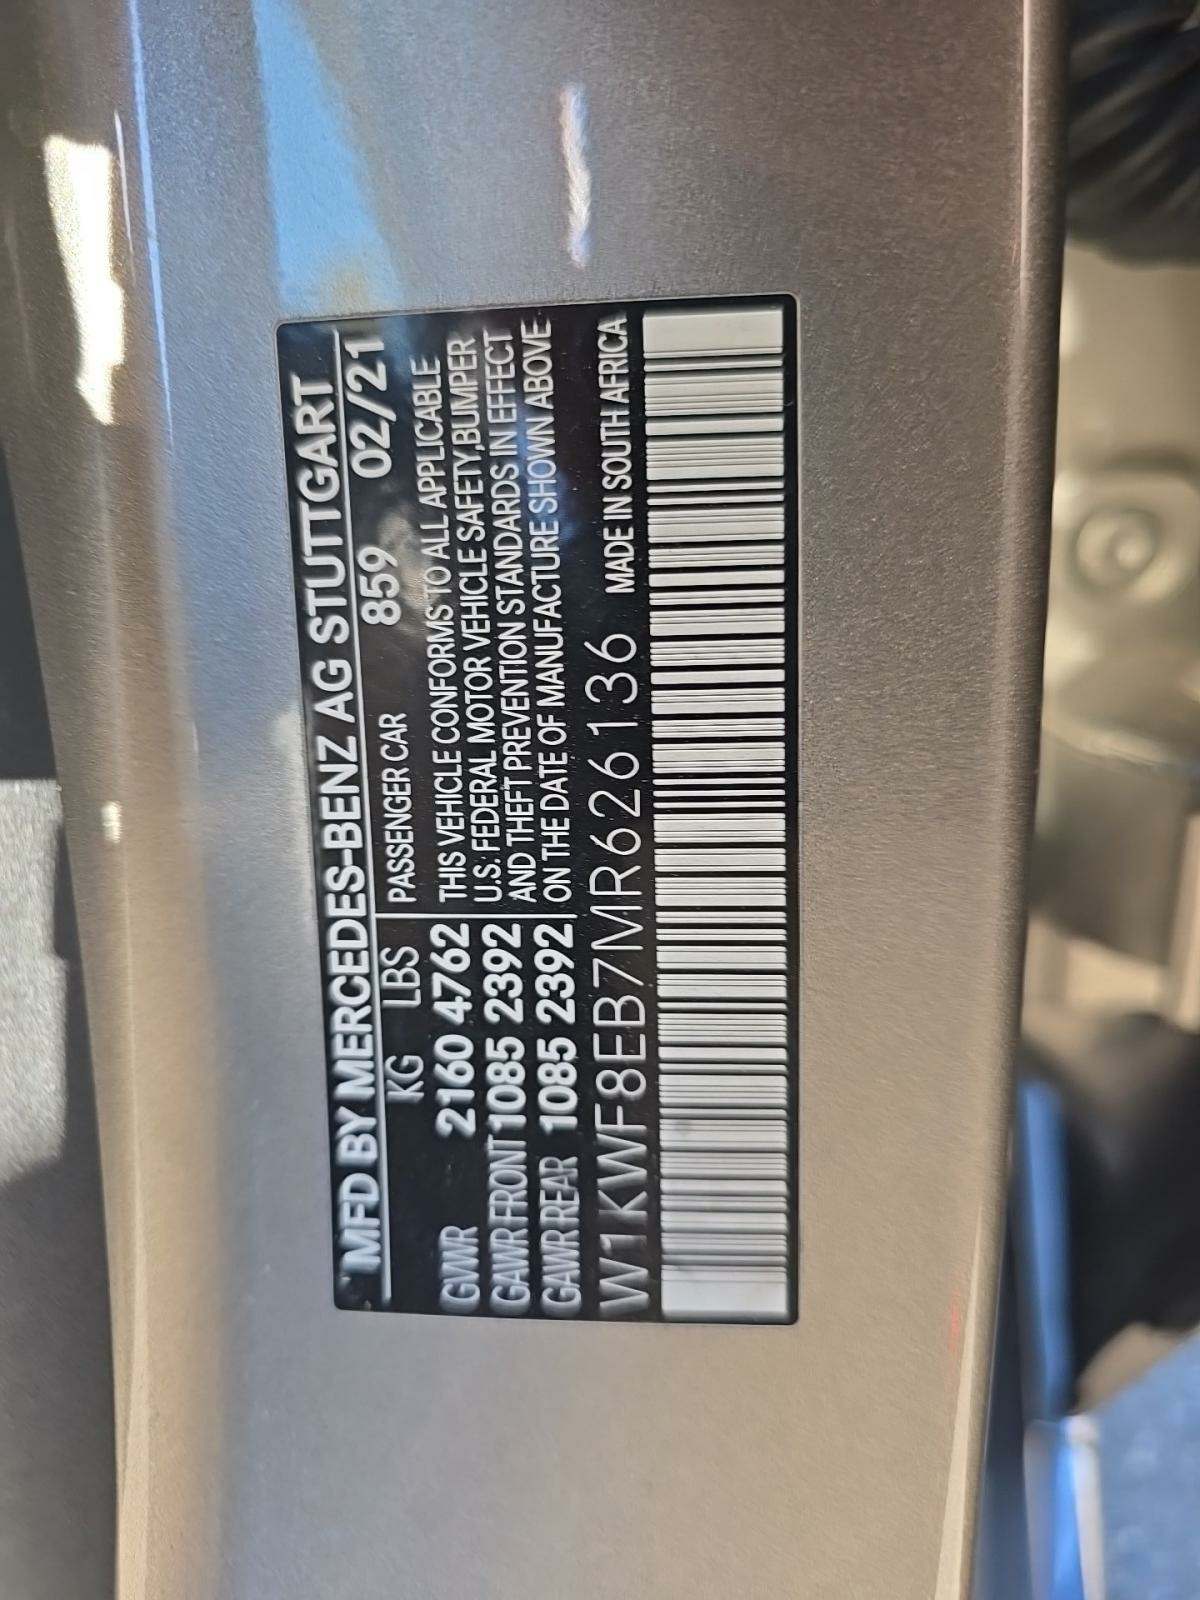 MFD BY MERCEDES-BENZ AG STUTTGART
KG LBS PASSENGER CAR 859 02/21
GVWR 2160 4762 THIS VEHICLE CONFORMS TO ALL APPLICABLE
U.S. FEDERAL MOTOR VEHICLE SAFETY,BUMPER
GAWR FRONT 1085 2392 AND THEFT PREVENTION STANDARDS IN EFFECT
GAWR REAR 1085 2392 ON THE DATE OF MANUFACTURE SHOWN ABOVE
W1KWF8EB7MR626136 MADE IN SOUTH AFRICA